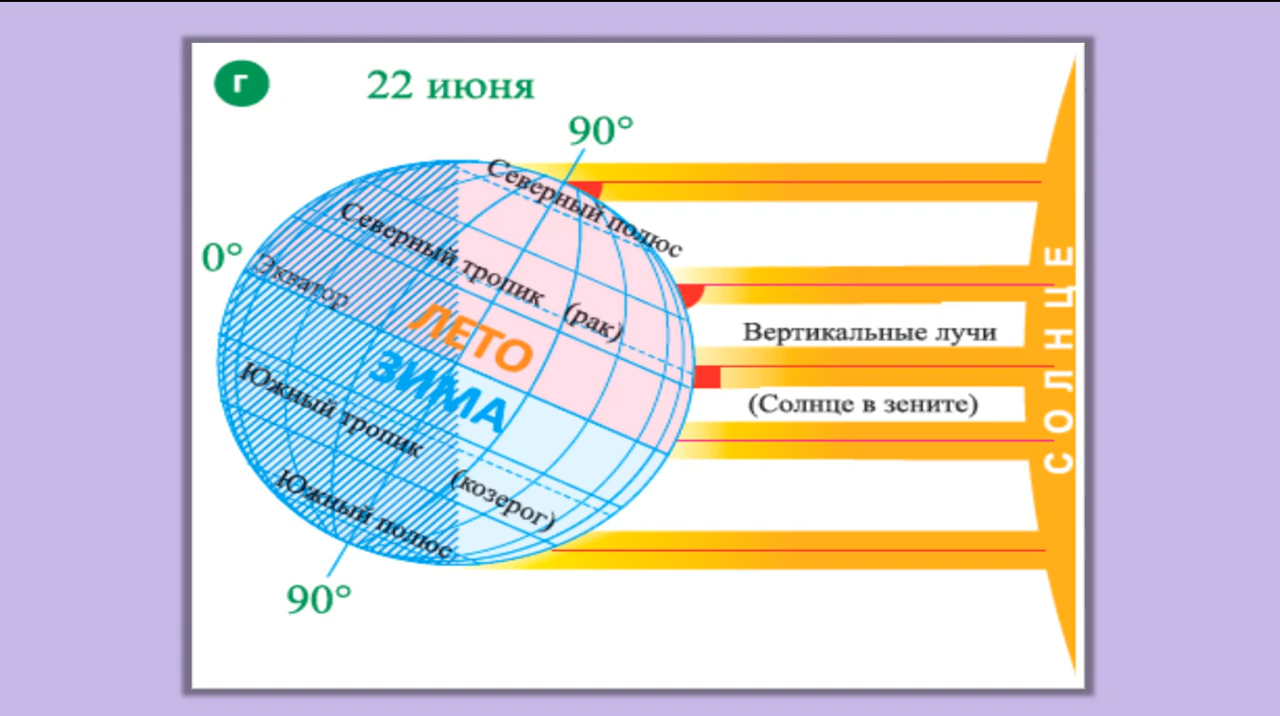 г
22 июня
90°
Северный полюс
Северный тропик (рак)
0°
Экватор
ЛЕТО
ЗИМА
Южный тропик
(козерог)
Южный полюс
90°
Вертикальные лучи
(Солнце в зените)
СОЛНЦЕ